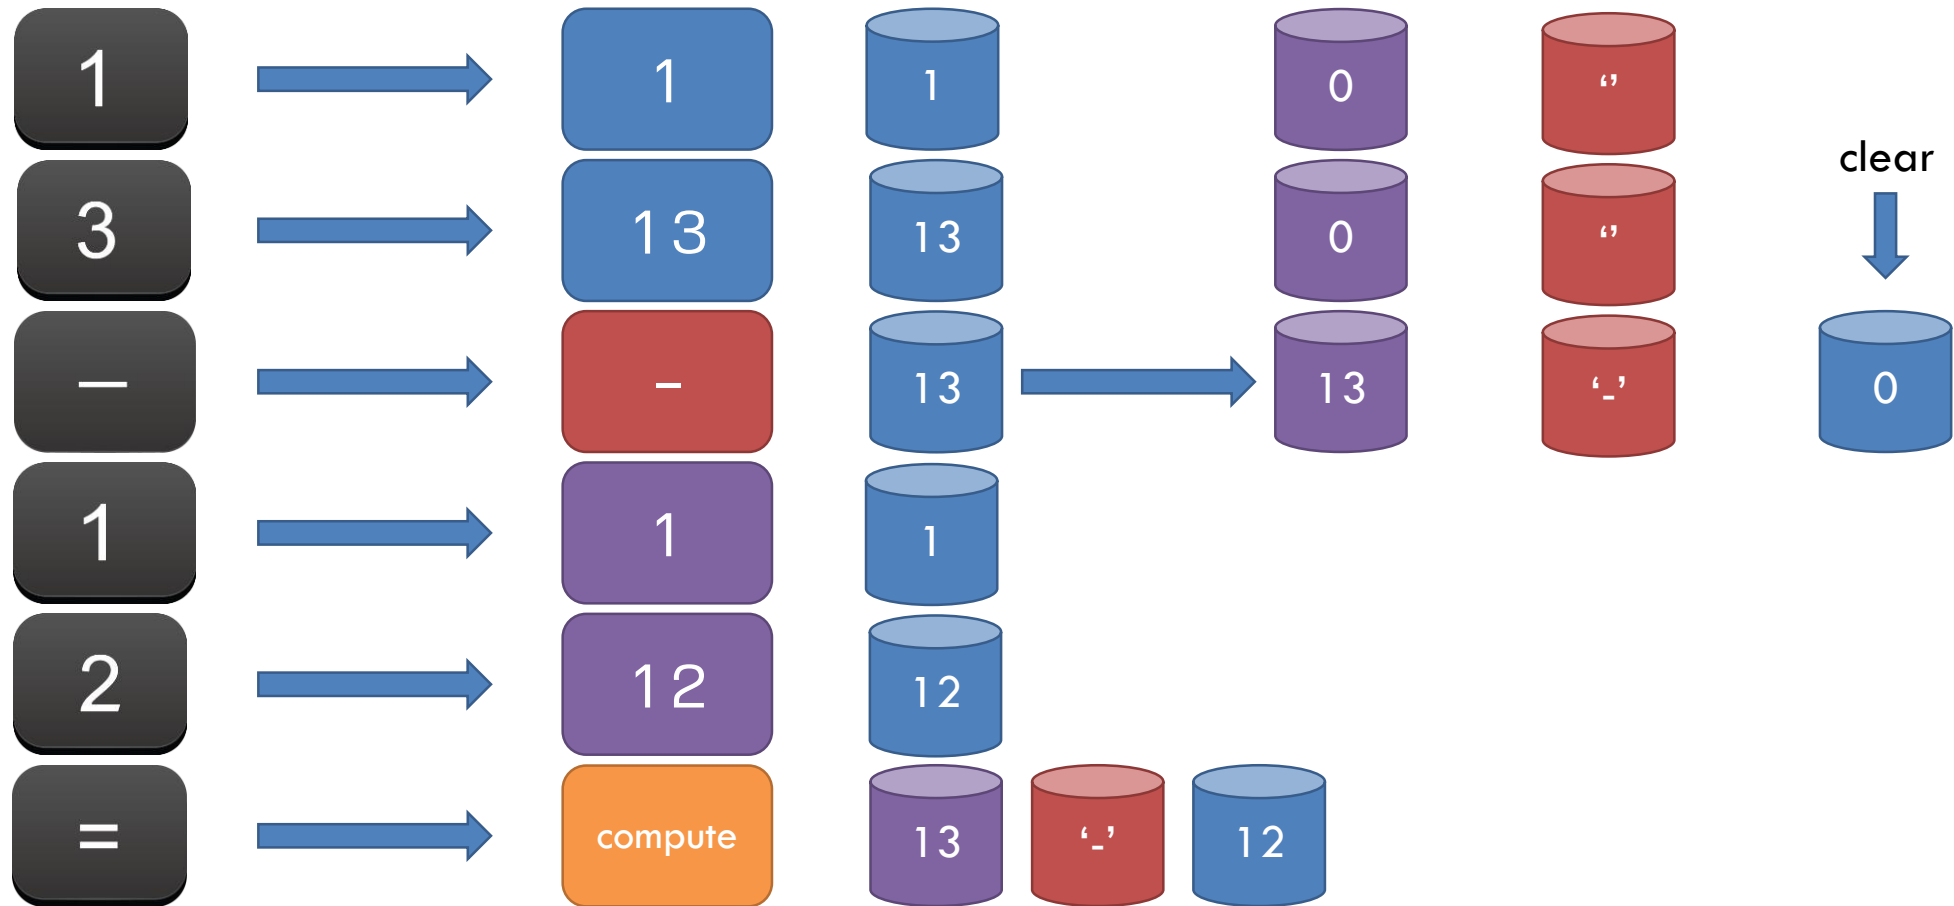 1 1 1 0 ‘’
clear
3 13 13 0 ‘’
– - 13 13 ‘-’ 0
1 1 1
2 12 12
= compute 13 ‘-’ 12